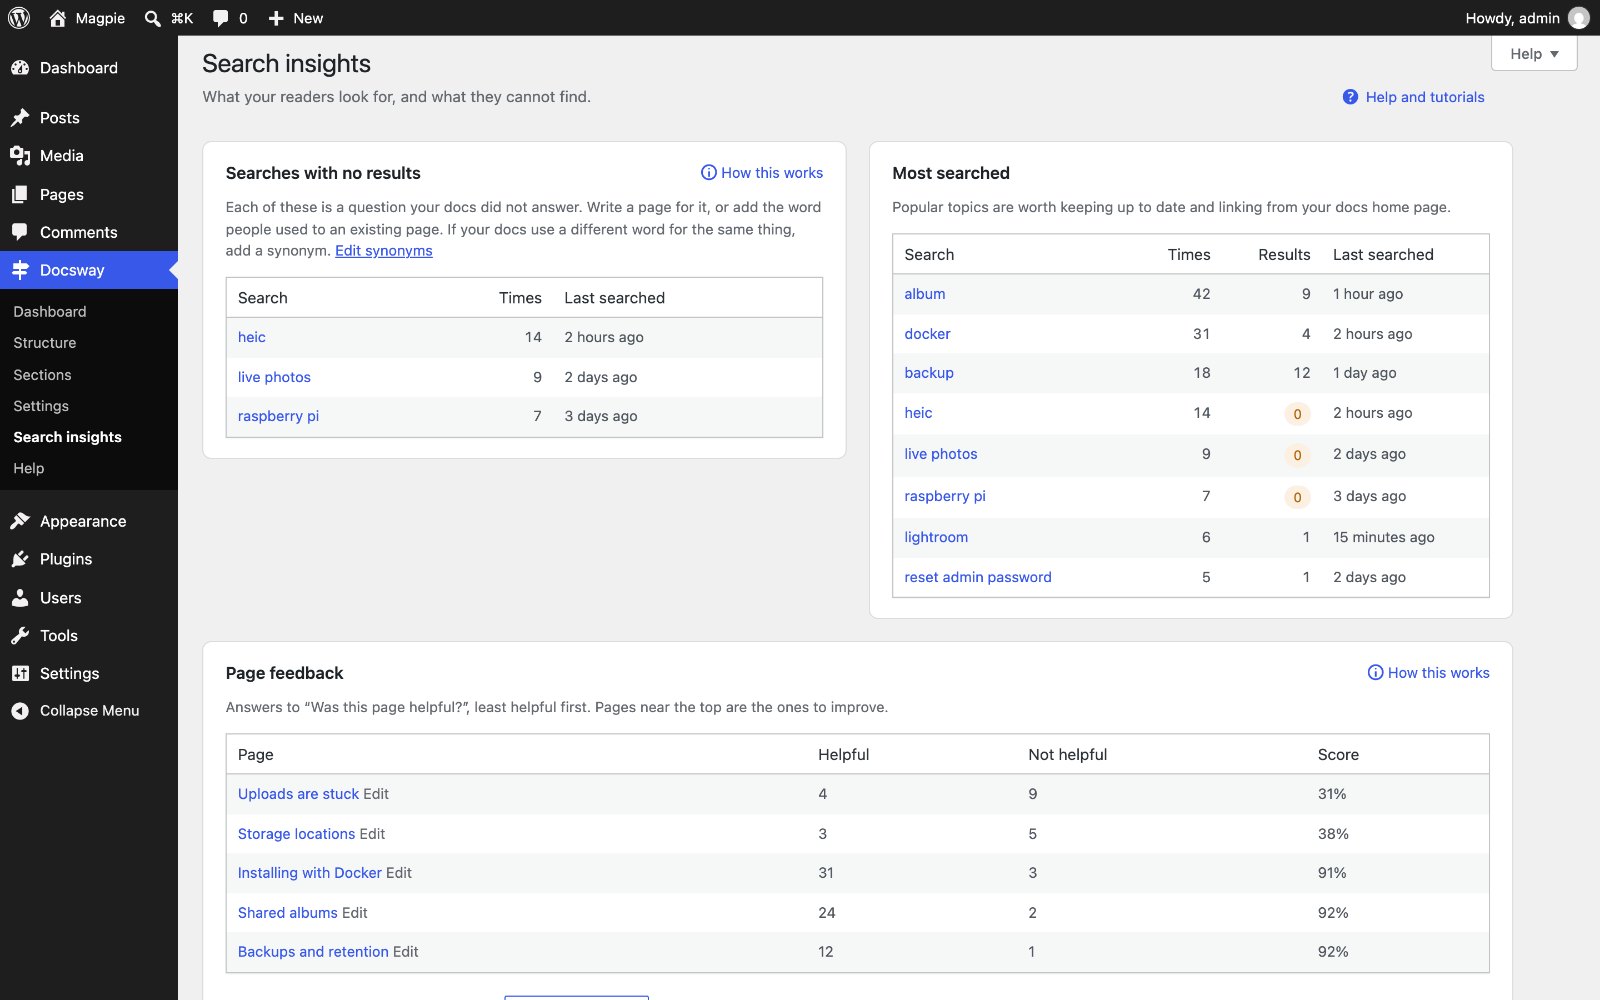 Magpie
⌘K
0
New
Howdy, admin
Dashboard
Posts
Media
Pages
Comments
Docsway
Dashboard
Structure
Sections
Settings
Search insights
Help
Appearance
Plugins
Users
Tools
Settings
Collapse Menu
Search insights
Help
What your readers look for, and what they cannot find.
Help and tutorials
Searches with no results
How this works
Each of these is a question your docs did not answer. Write a page for it, or add the word
people used to an existing page. If your docs use a different word for the same thing,
add a synonym. Edit synonyms
Search Times Last searched
heic 14 2 hours ago
live photos 9 2 days ago
raspberry pi 7 3 days ago
Most searched
Popular topics are worth keeping up to date and linking from your docs home page.
Search Times Results Last searched
album 42 9 1 hour ago
docker 31 4 2 hours ago
backup 18 12 1 day ago
heic 14 0 2 hours ago
live photos 9 0 2 days ago
raspberry pi 7 0 3 days ago
lightroom 6 1 15 minutes ago
reset admin password 5 1 2 days ago
Page feedback
How this works
Answers to “Was this page helpful?”, least helpful first. Pages near the top are the ones to improve.
Page Helpful Not helpful Score
Uploads are stuck Edit 4 9 31%
Storage locations Edit 3 5 38%
Installing with Docker Edit 31 3 91%
Shared albums Edit 24 2 92%
Backups and retention Edit 12 1 92%